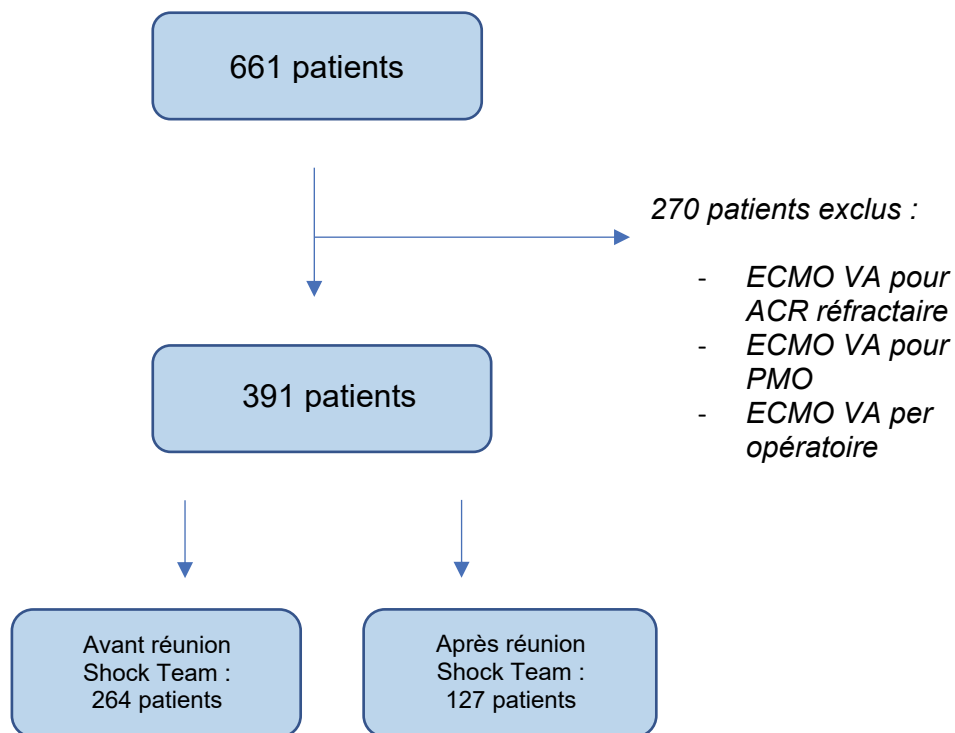 661 patients
270 patients exclus :
- ECMO VA pour
ACR réfractaire
- ECMO VA pour
PMO
- ECMO VA per
opératoire
391 patients
Avant réunion
Shock Team :
264 patients
Après réunion
Shock Team :
127 patients